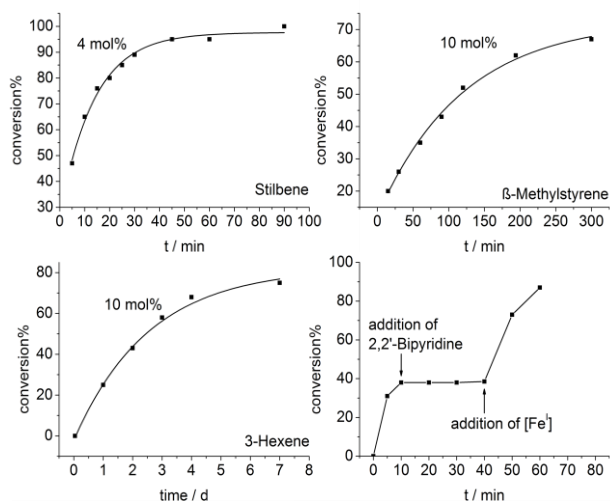 100
90
80
70
60
50
40
30
conversion%
4 mol%
Stilbene
0 10 20 30 40 50 60 70 80 90 100
t / min
70
60
50
40
30
20
conversion%
10 mol%
ß-Methylstyrene
0 50 100 150 200 250 300
t / min
80
60
40
20
0
conversion%
10 mol%
3-Hexene
0 1 2 3 4 5 6 7 8
time / d
100
80
60
40
20
0
conversion%
addition of
2,2'-Bipyridine
addition of [Feᴵ]
0 10 20 30 40 50 60 70 80
t / min